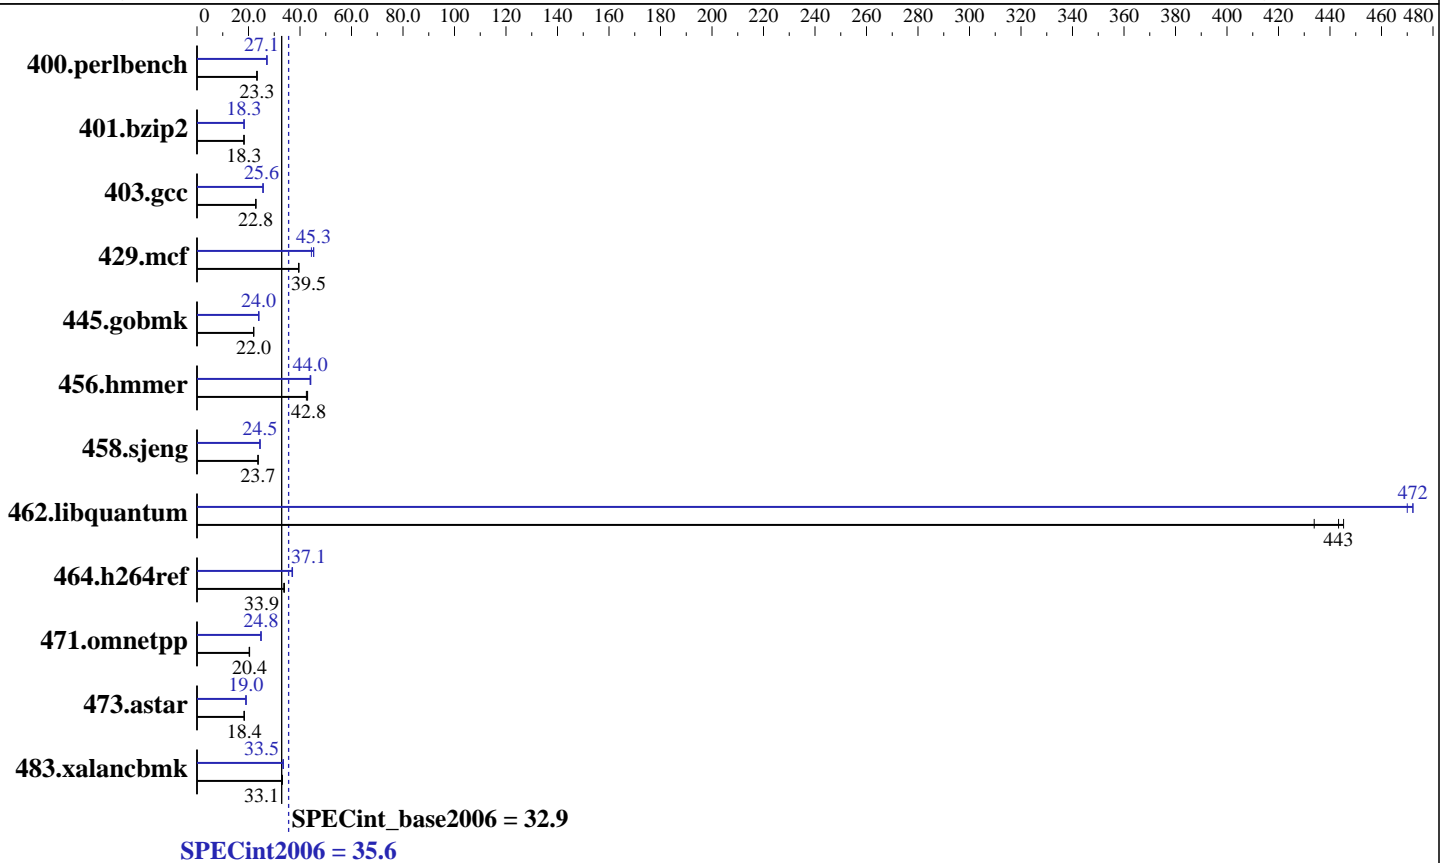 0 20.0 40.0 60.0 80.0 100 120 140 160 180 200 220 240 260 280 300 320 340 360 380 400 420 440 460 480
27.1
400.perlbench
23.3
18.3
401.bzip2
18.3
25.6
403.gcc
22.8
45.3
429.mcf
39.5
24.0
445.gobmk
22.0
44.0
456.hmmer
42.8
24.5
458.sjeng
23.7
472
462.libquantum
443
37.1
464.h264ref
33.9
24.8
471.omnetpp
20.4
19.0
473.astar
18.4
33.5
483.xalancbmk
33.1
SPECint_base2006 = 32.9
SPECint2006 = 35.6